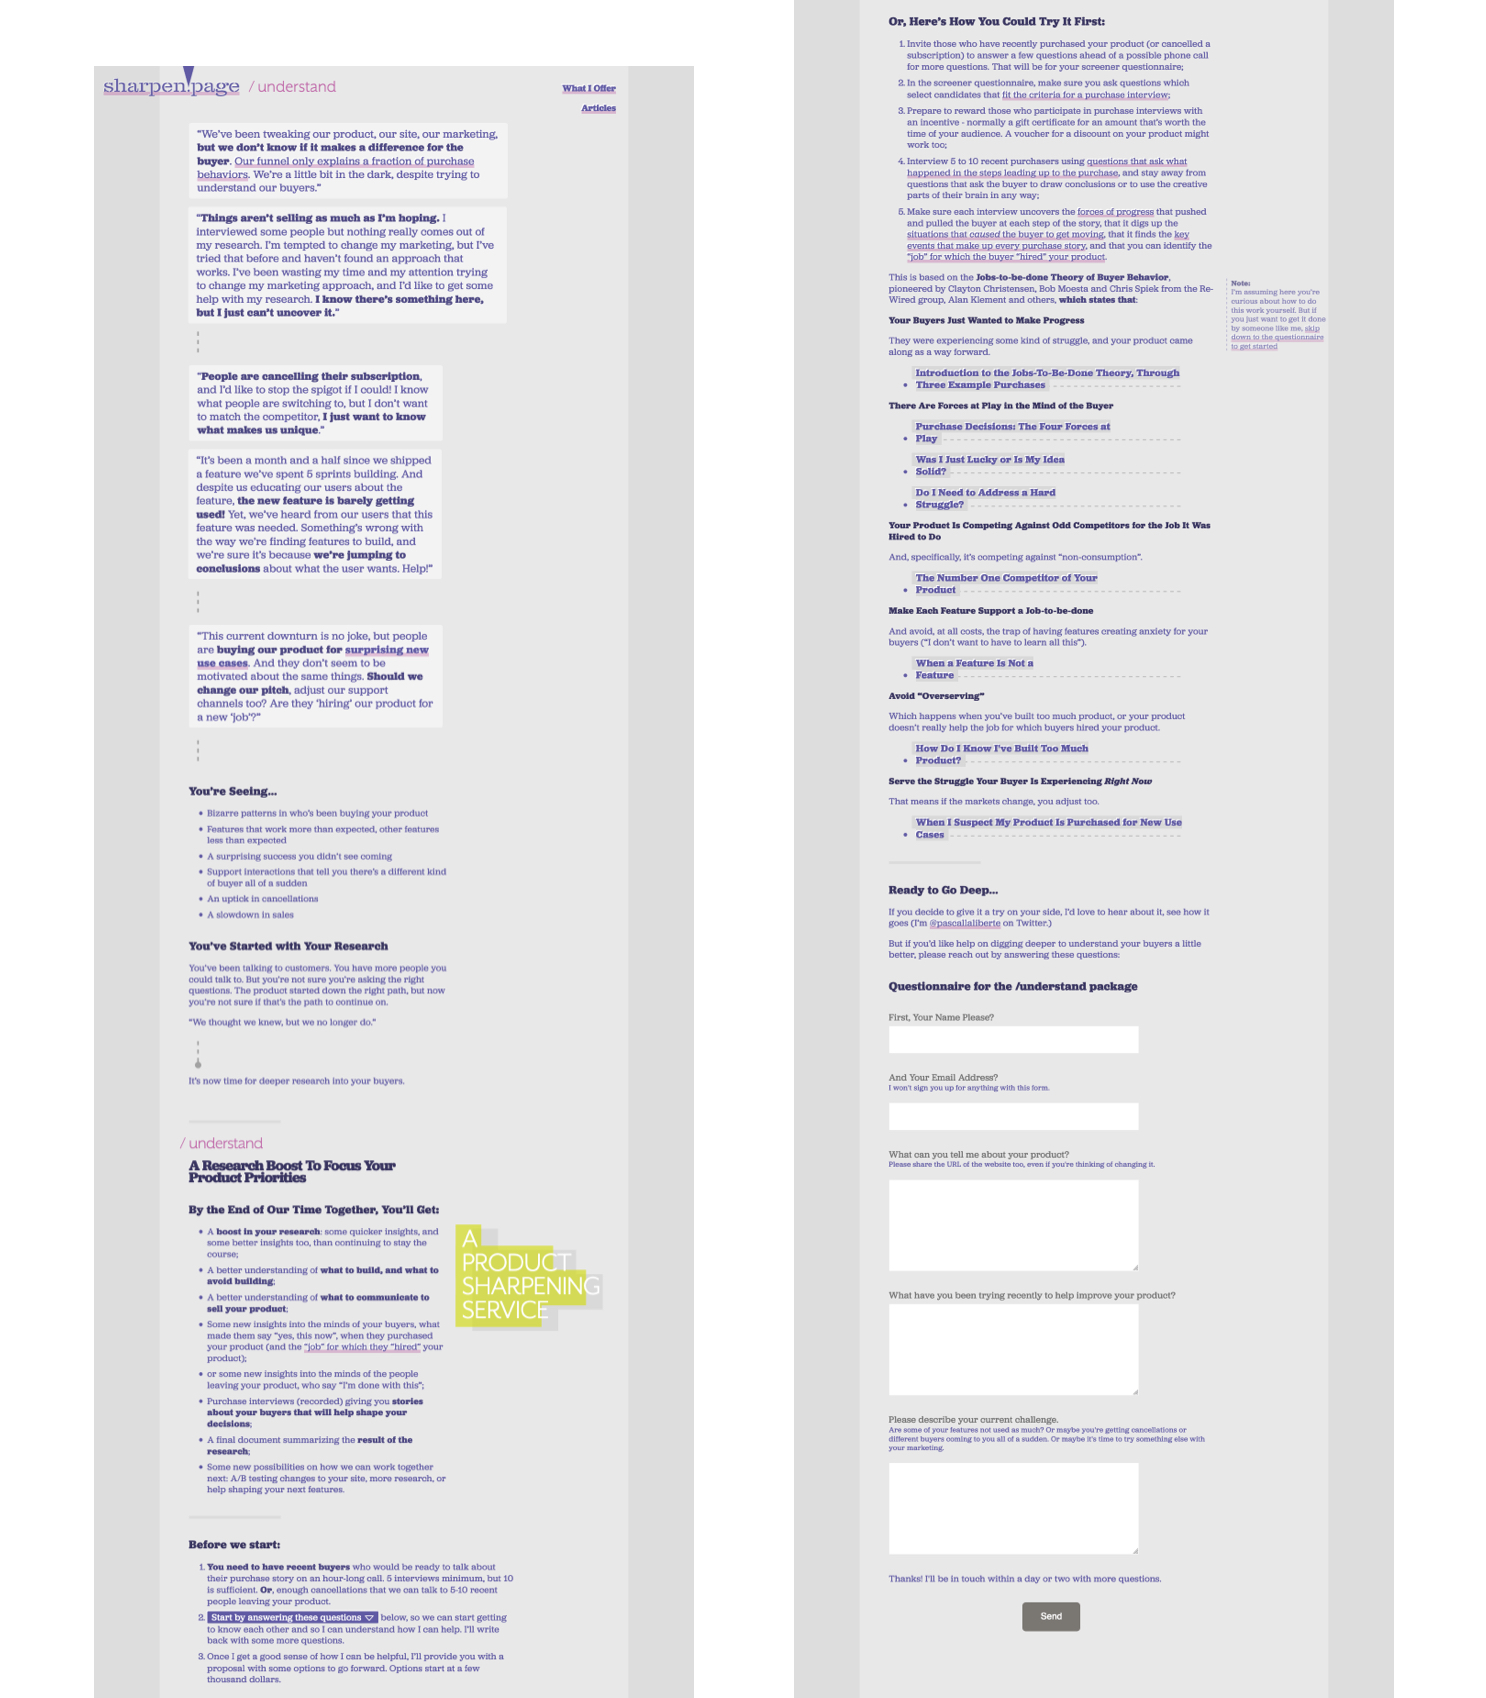 sharpen!page / understand
What I Offer
Articles
"We've been tweaking our product, our site, our marketing,
but we don't know if it makes a difference for the
buyer. Our funnel only explains a fraction of purchase
behaviors. We're a little bit in the dark, despite trying to
understand our buyers."
"Things aren't selling as much as I'm hoping. I
interviewed some people but nothing really comes out of
my research. I'm tempted to change my marketing, but I've
tried that before and haven't found an approach that
works. I've been wasting my time and my attention trying
to change my marketing approach, and I'd like to get some
help with my research. I know there's something here,
but I just can't uncover it."
"People are cancelling their subscription,
and I'd like to stop the spigot if I could! I know
what people are switching to, but I don't want
to match the competitor, I just want to know
what makes us unique."
"It's been a month and a half since we shipped
a feature we've spent 5 sprints building. And
despite us educating our users about the
feature, the new feature is barely getting
used! Yet, we've heard from our users that this
feature was needed. Something's wrong with
the way we're finding features to build, and
we're sure it's because we're jumping to
conclusions about what the user wants. Help!"
"This current downturn is no joke, but people
are buying our product for surprising new
use cases. And they don't seem to be
motivated about the same things. Should we
change our pitch, adjust our support
channels too? Are they 'hiring' our product for
a new 'job'?"
You're Seeing...
• Bizarre patterns in who's been buying your product
• Features that work more than expected, other features
less than expected
• A surprising success you didn't see coming
• Support interactions that tell you there's a different kind
of buyer all of a sudden
• An uptick in cancellations
• A slowdown in sales
You've Started with Your Research
You've been talking to customers. You have more people you
could talk to. But you're not sure you're asking the right
questions. The product started down the right path, but now
you're not sure if that's the path to continue on.
"We thought we knew, but we no longer do."
It's now time for deeper research into your buyers.
/ understand
A Research Boost To Focus Your
Product Priorities
By the End of Our Time Together, You'll Get:
• A boost in your research: some quicker insights, and
some better insights too, than continuing to stay the
course;
• A better understanding of what to build, and what to
avoid building;
• A better understanding of what to communicate to
sell your product;
• Some new insights into the minds of your buyers, what
made them say "yes, this now", when they purchased
your product (and the "job" for which they "hired" your
product);
• or some new insights into the minds of the people
leaving your product, who say "I'm done with this";
• Purchase interviews (recorded) giving you stories
about your buyers that will help shape your
decisions;
• A final document summarizing the result of the
research;
• Some new possibilities on how we can work together
next: A/B testing changes to your site, more research, or
help shaping your next features.
A
PRODUCT
SHARPENING
SERVICE
Before we start:
1. You need to have recent buyers who would be ready to talk about
their purchase story on an hour-long call. 5 interviews minimum, but 10
is sufficient. Or, enough cancellations that we can talk to 5-10 recent
people leaving your product.
2. Start by answering these questions ▽ below, so we can start getting
to know each other and so I can understand how I can help. I'll write
back with some more questions.
3. Once I get a good sense of how I can be helpful, I'll provide you with a
proposal with some options to go forward. Options start at a few
thousand dollars.
Or, Here's How You Could Try It First:
1. Invite those who have recently purchased your product (or cancelled a
subscription) to answer a few questions ahead of a possible phone call
for more questions. That will be for your screener questionnaire;
2. In the screener questionnaire, make sure you ask questions which
select candidates that fit the criteria for a purchase interview;
3. Prepare to reward those who participate in purchase interviews with
an incentive - normally a gift certificate for an amount that's worth the
time of your audience. A voucher for a discount on your product might
work too;
4. Interview 5 to 10 recent purchasers using questions that ask what
happened in the steps leading up to the purchase, and stay away from
questions that ask the buyer to draw conclusions or to use the creative
parts of their brain in any way;
5. Make sure each interview uncovers the forces of progress that pushed
and pulled the buyer at each step of the story, that it digs up the
situations that caused the buyer to get moving, that it finds the key
events that make up every purchase story, and that you can identify the
"job" for which the buyer "hired" your product.
This is based on the Jobs-to-be-done Theory of Buyer Behavior,
pioneered by Clayton Christensen, Bob Moesta and Chris Spiek from the Re-
Wired group, Alan Klement and others, which states that:
Note:
I'm assuming here you're
curious about how to do
this work yourself. But if
you just want to get it done
by someone like me, skip
down to the questionnaire
to get started
Your Buyers Just Wanted to Make Progress
They were experiencing some kind of struggle, and your product came
along as a way forward.
Introduction to the Jobs-To-Be-Done Theory, Through
• Three Example Purchases
There Are Forces at Play in the Mind of the Buyer
Purchase Decisions: The Four Forces at
• Play
Was I Just Lucky or Is My Idea
• Solid?
Do I Need to Address a Hard
• Struggle?
Your Product Is Competing Against Odd Competitors for the Job It Was
Hired to Do
And, specifically, it's competing against "non-consumption".
The Number One Competitor of Your
• Product
Make Each Feature Support a Job-to-be-done
And avoid, at all costs, the trap of having features creating anxiety for your
buyers ("I don't want to have to learn all this").
When a Feature Is Not a
• Feature
Avoid "Overserving"
Which happens when you've built too much product, or your product
doesn't really help the job for which buyers hired your product.
How Do I Know I've Built Too Much
• Product?
Serve the Struggle Your Buyer Is Experiencing Right Now
That means if the markets change, you adjust too.
When I Suspect My Product Is Purchased for New Use
• Cases
Ready to Go Deep...
If you decide to give it a try on your side, I'd love to hear about it, see how it
goes (I'm @pascallaliberte on Twitter.)
But if you'd like help on digging deeper to understand your buyers a little
better, please reach out by answering these questions:
Questionnaire for the /understand package
First, Your Name Please?
And Your Email Address?
I won't sign you up for anything with this form.
What can you tell me about your product?
Please share the URL of the website too, even if you're thinking of changing it.
What have you been trying recently to help improve your product?
Please describe your current challenge.
Are some of your features not used as much? Or maybe you're getting cancellations or
different buyers coming to you all of a sudden. Or maybe it's time to try something else with
your marketing.
Thanks! I'll be in touch within a day or two with more questions.
Send